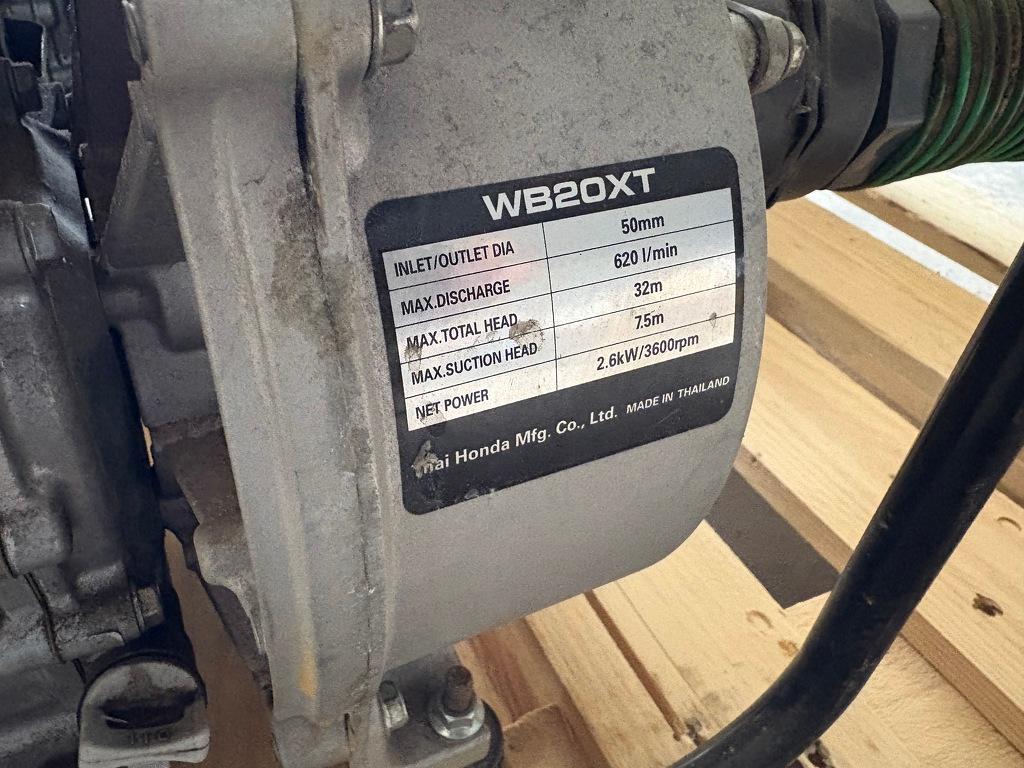 WB20XT
INLET/OUTLET DIA 50mm
MAX.DISCHARGE 620 l/min
MAX.TOTAL HEAD 32m
MAX.SUCTION HEAD 7.5m
NET POWER 2.6kW/3600rpm
Honda Mfg. Co., Ltd. MADE IN THAILAND